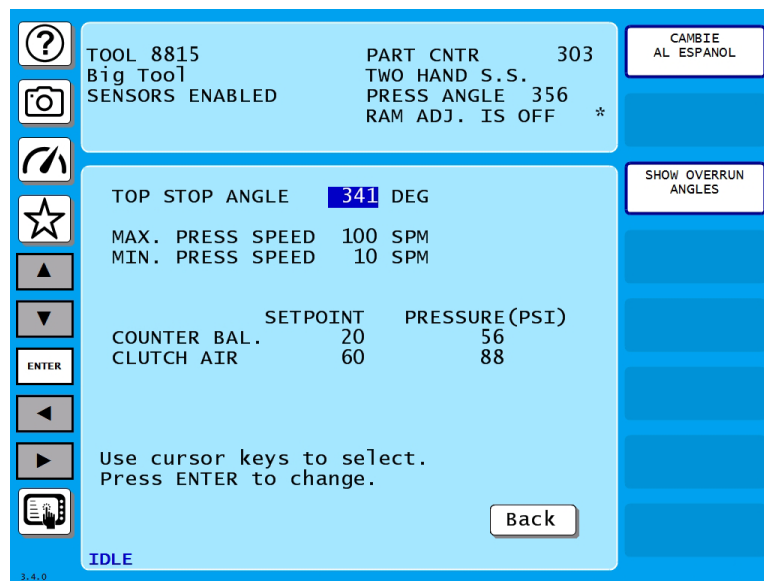 ?
TOOL 8815 PART CNTR 303
Big Tool TWO HAND S.S.
SENSORS ENABLED PRESS ANGLE 356
RAM ADJ. IS OFF *
CAMBIE
AL ESPANOL
TOP STOP ANGLE 341 DEG
MAX. PRESS SPEED 100 SPM
MIN. PRESS SPEED 10 SPM
SETPOINT PRESSURE(PSI)
COUNTER BAL. 20 56
CLUTCH AIR 60 88
SHOW OVERRUN
ANGLES
ENTER
Use cursor keys to select.
Press ENTER to change.
Back
IDLE
3.4.0